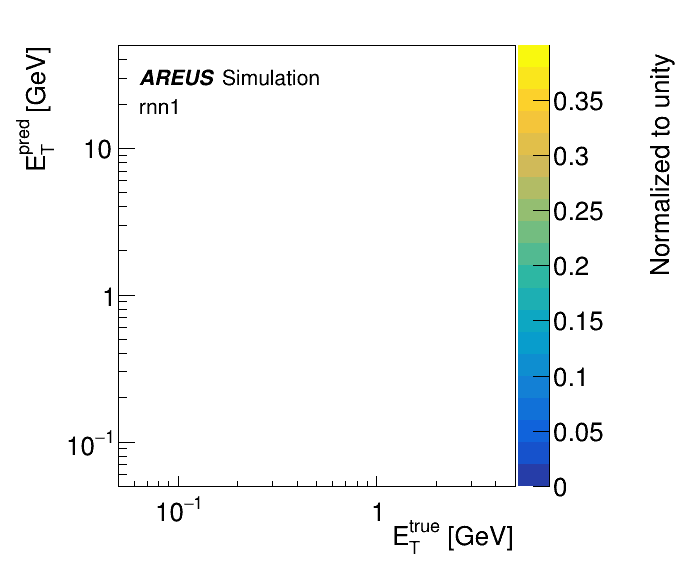 AREUS Simulation
rnn1
E_T^pred [GeV]
10
1
10^−1
10^−1
1
E_T^true [GeV]
0.35
0.3
0.25
0.2
0.15
0.1
0.05
0
Normalized to unity